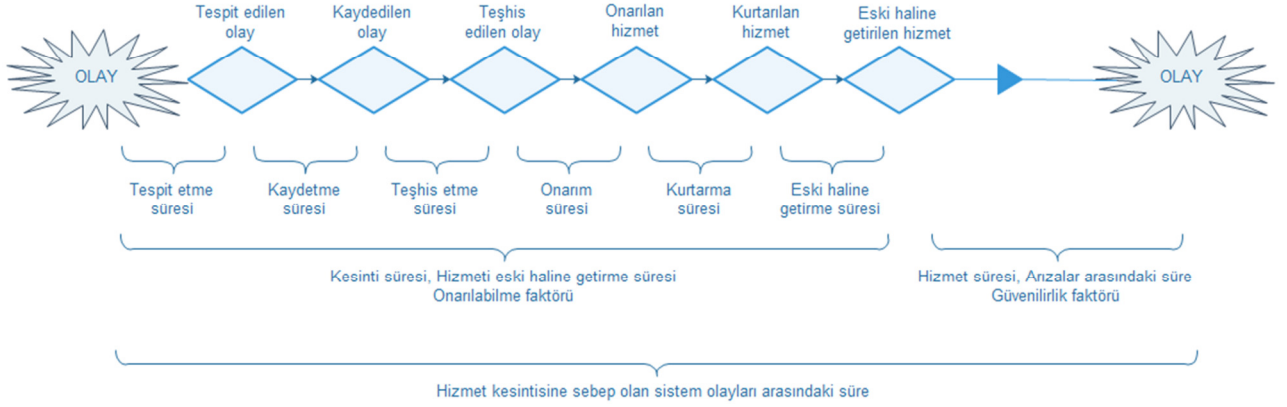 Tespit edilen
olay
Kaydedilen
olay
Teşhis
edilen olay
Onarılan
hizmet
Kurtarılan
hizmet
Eski haline
getirilen hizmet
OLAY
OLAY
Tespit etme
süresi
Kaydetme
süresi
Teşhis etme
süresi
Onarım
süresi
Kurtarma
süresi
Eski haline
getirme süresi
Kesinti süresi, Hizmeti eski haline getirme süresi
Onarılabilme faktörü
Hizmet süresi, Arızalar arasındaki süre
Güvenilirlik faktörü
Hizmet kesintisine sebep olan sistem olayları arasındaki süre